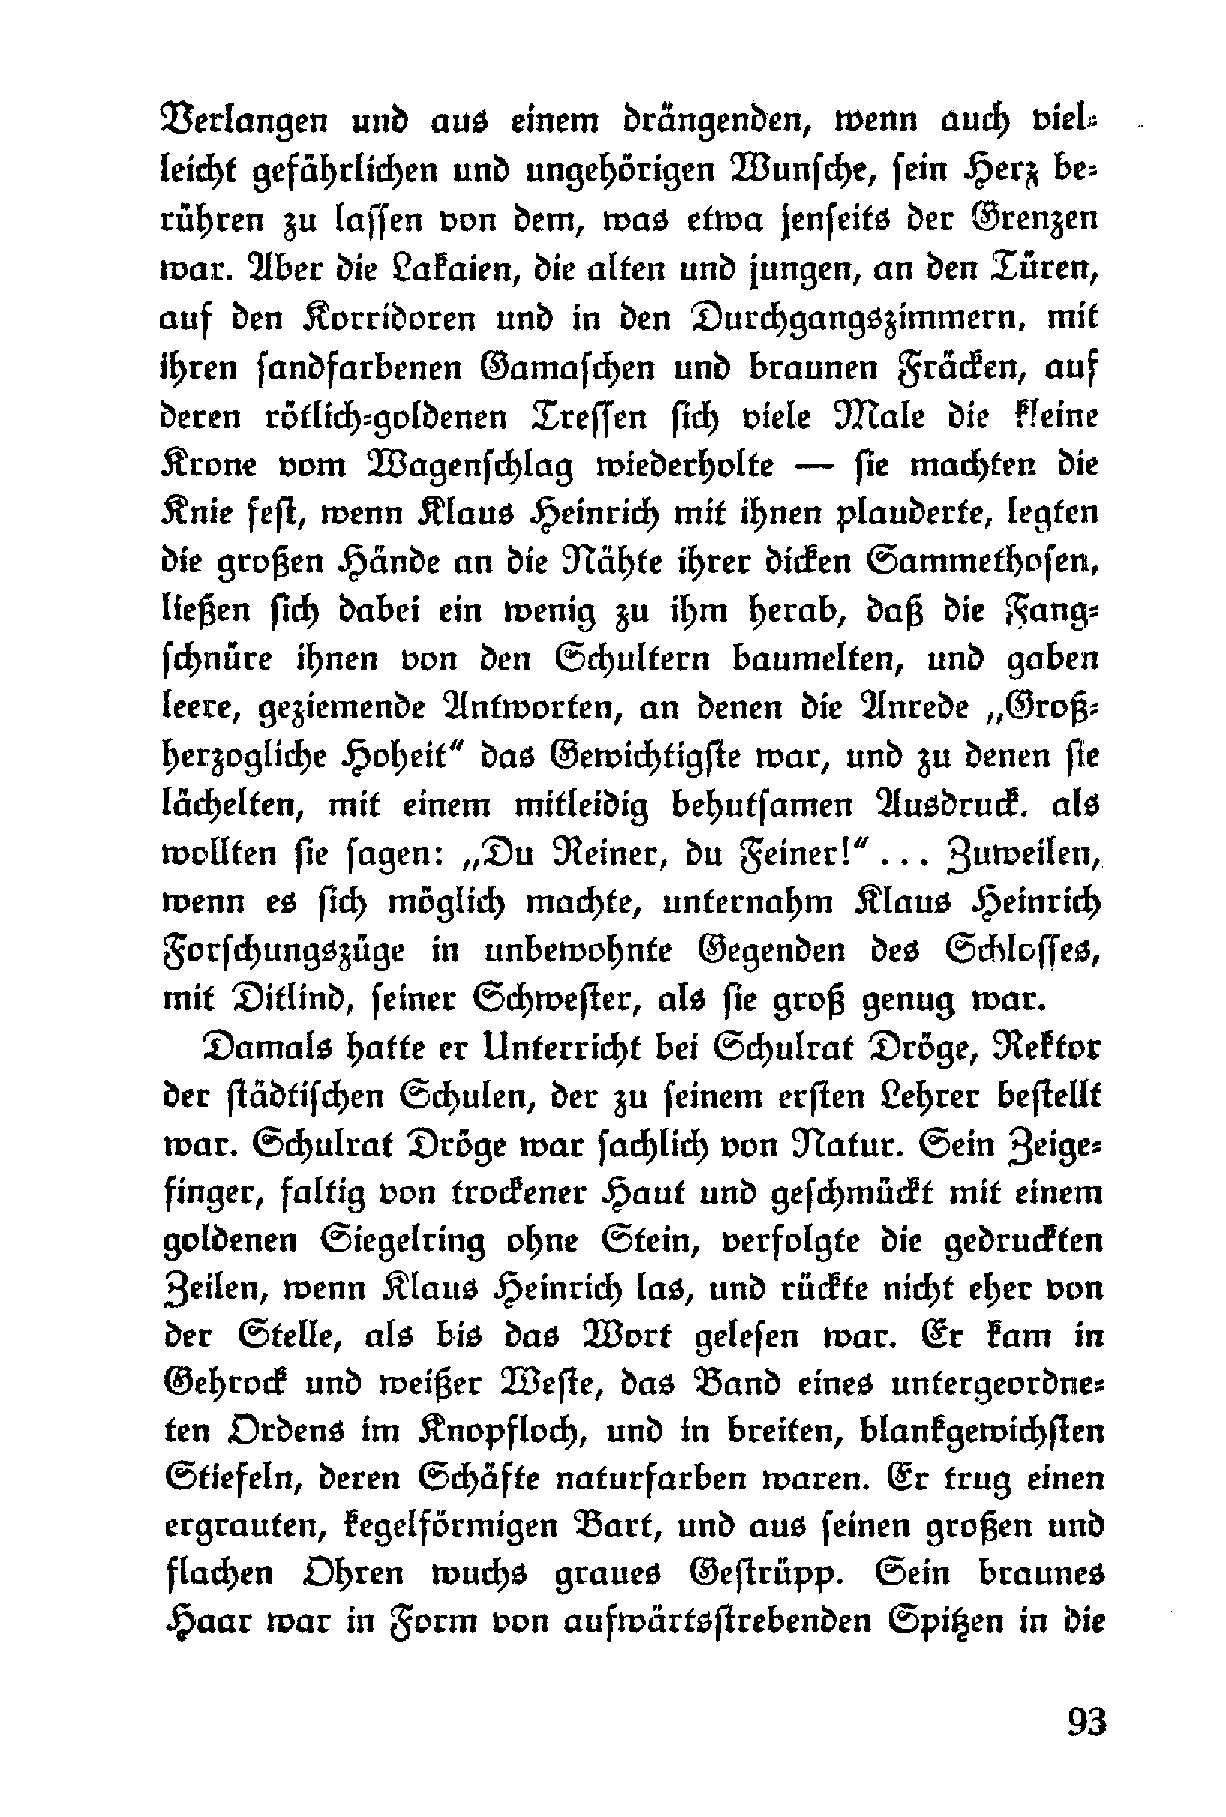 Verlangen und aus einem drängenden, wenn auch viel-
leicht gefährlichen und ungehörigen Wunsche, sein Herz be-
rühren zu lassen von dem, was etwa jenseits der Grenzen
war. Aber die Lakaien, die alten und jungen, an den Türen,
auf den Korridoren und in den Durchgangszimmern, mit
ihren sandfarbenen Gamaschen und braunen Fräcken, auf
deren rötlich-goldenen Tressen sich viele Male die kleine
Krone vom Wagenschlag wiederholte — sie machten die
Knie fest, wenn Klaus Heinrich mit ihnen plauderte, legten
die großen Hände an die Nähte ihrer dicken Sammethosen,
ließen sich dabei ein wenig zu ihm herab, daß die Fang-
schnüre ihnen von den Schultern baumelten, und gaben
leere, geziemende Antworten, an denen die Anrede „Groß-
herzogliche Hoheit“ das Gewichtigste war, und zu denen sie
lächelten, mit einem mitleidig behutsamen Ausdruck. als
wollten sie sagen: „Du Reiner, du Feiner!“ ... Zuweilen,
wenn es sich möglich machte, unternahm Klaus Heinrich
Forschungszüge in unbewohnte Gegenden des Schlosses,
mit Ditlind, seiner Schwester, als sie groß genug war.
Damals hatte er Unterricht bei Schulrat Dröge, Rektor
der städtischen Schulen, der zu seinem ersten Lehrer bestellt
war. Schulrat Dröge war sachlich von Natur. Sein Zeige-
finger, faltig von trockener Haut und geschmückt mit einem
goldenen Siegelring ohne Stein, verfolgte die gedruckten
Zeilen, wenn Klaus Heinrich las, und rückte nicht eher von
der Stelle, als bis das Wort gelesen war. Er kam in
Gehrock und weißer Weste, das Band eines untergeordne-
ten Ordens im Knopfloch, und in breiten, blankgewichsten
Stiefeln, deren Schäfte naturfarben waren. Er trug einen
ergrauten, kegelförmigen Bart, und aus seinen großen und
flachen Ohren wuchs graues Gestrüpp. Sein braunes
Haar war in Form von aufwärtsstrebenden Spitzen in die
93